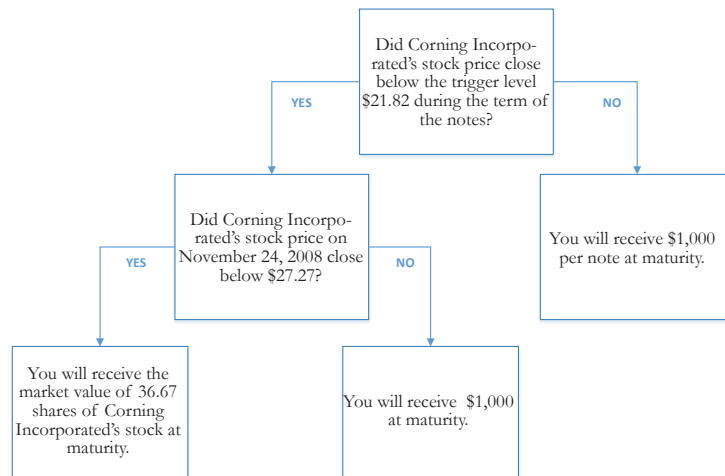 Did Corning Incorpo-
rated's stock price close
below the trigger level
$21.82 during the term of
the notes?
YES
NO
Did Corning Incorpo-
rated's stock price on
November 24, 2008 close
below $27.27?
You will receive $1,000
per note at maturity.
YES
NO
You will receive the
market value of 36.67
shares of Corning
Incorporated's stock at
maturity.
You will receive $1,000
at maturity.